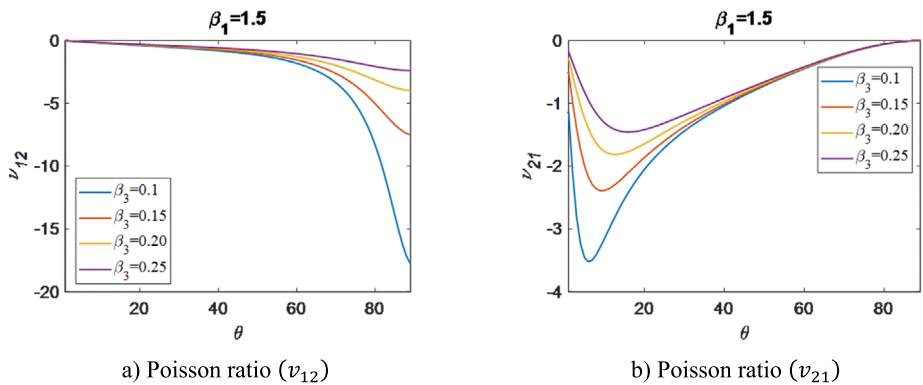 β₁=1.5
ν₁₂
0
-5
-10
-15
-20
β₃=0.1
β₃=0.15
β₃=0.20
β₃=0.25
20 40 60 80
θ
a) Poisson ratio (v₁₂)
β₁=1.5
ν₂₁
0
-1
-2
-3
-4
β₃=0.1
β₃=0.15
β₃=0.20
β₃=0.25
20 40 60 80
θ
b) Poisson ratio (v₂₁)